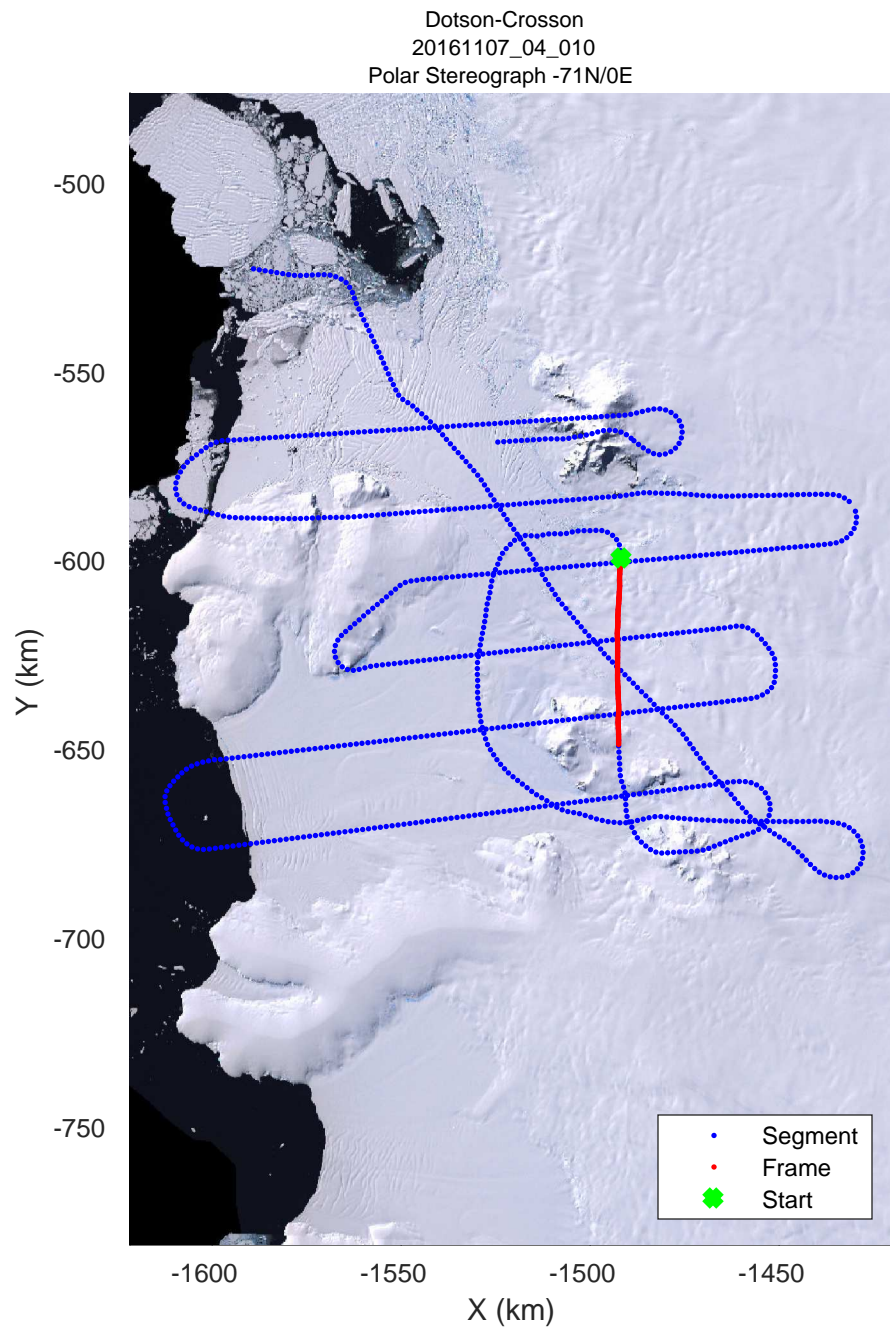 Dotson-Crosson
20161107_04_010
Polar Stereograph -71N/0E
-500
-550
-600
-650
-700
-750
Y (km)
Segment
Frame
Start
-1600
-1550
-1500
-1450
X (km)